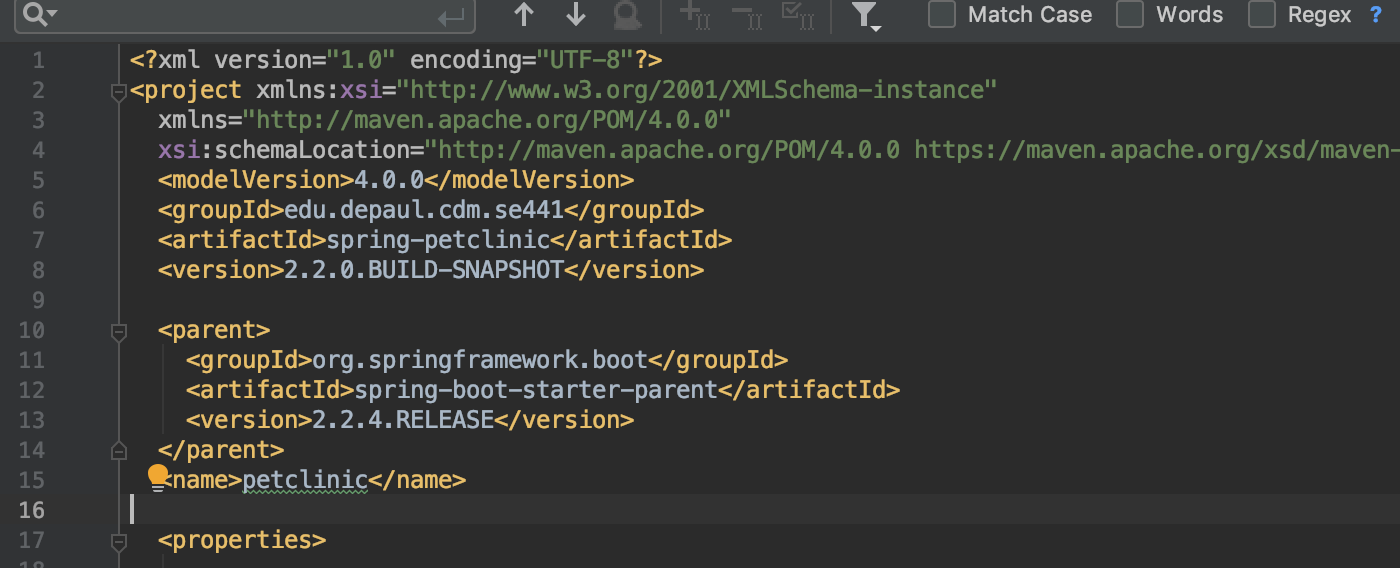 Match Case Words Regex ?
1 <?xml version="1.0" encoding="UTF-8"?>
2 <project xmlns:xsi="http://www.w3.org/2001/XMLSchema-instance"
3 xmlns="http://maven.apache.org/POM/4.0.0"
4 xsi:schemaLocation="http://maven.apache.org/POM/4.0.0 https://maven.apache.org/xsd/maven-
5 <modelVersion>4.0.0</modelVersion>
6 <groupId>edu.depaul.cdm.se441</groupId>
7 <artifactId>spring-petclinic</artifactId>
8 <version>2.2.0.BUILD-SNAPSHOT</version>
9
10 <parent>
11 <groupId>org.springframework.boot</groupId>
12 <artifactId>spring-boot-starter-parent</artifactId>
13 <version>2.2.4.RELEASE</version>
14 </parent>
15 <name>petclinic</name>
16
17 <properties>
18